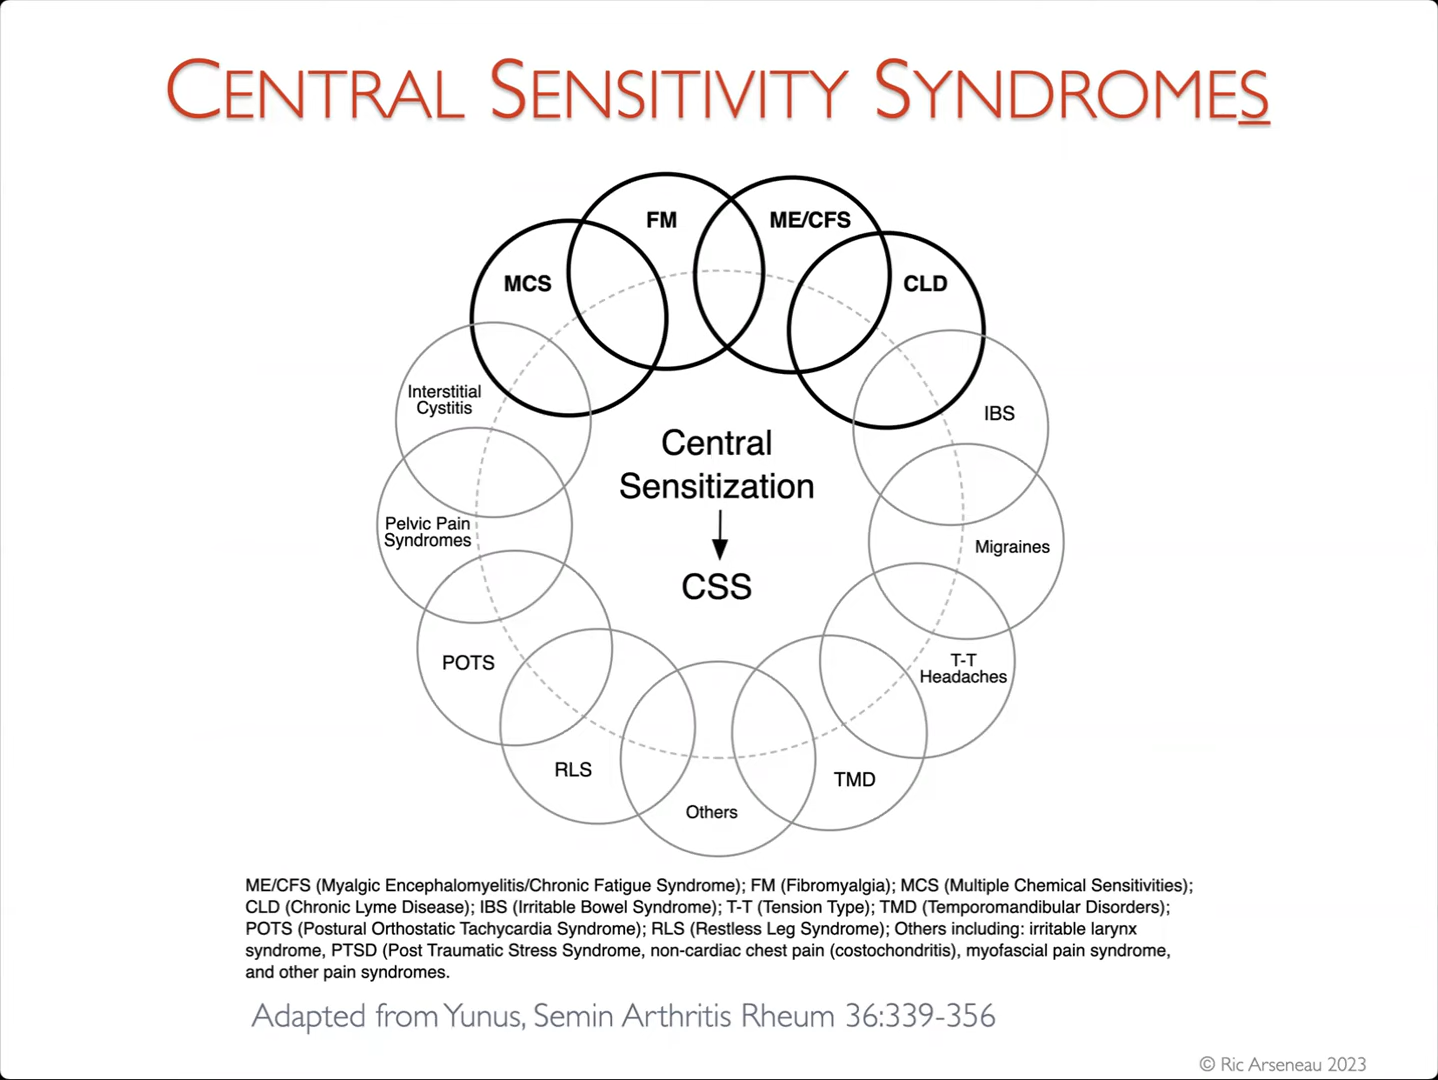 CENTRAL SENSITIVITY SYNDROMES
FM
ME/CFS
MCS
CLD
Interstitial
Cystitis
IBS
Central
Sensitization
CSS
Pelvic Pain
Syndromes
Migraines
POTS
T-T
Headaches
RLS
TMD
Others
ME/CFS (Myalgic Encephalomyelitis/Chronic Fatigue Syndrome); FM (Fibromyalgia); MCS (Multiple Chemical Sensitivities);
CLD (Chronic Lyme Disease); IBS (Irritable Bowel Syndrome); T-T (Tension Type); TMD (Temporomandibular Disorders);
POTS (Postural Orthostatic Tachycardia Syndrome); RLS (Restless Leg Syndrome); Others including: irritable larynx
syndrome, PTSD (Post Traumatic Stress Syndrome, non-cardiac chest pain (costochondritis), myofascial pain syndrome,
and other pain syndromes.
Adapted from Yunus, Semin Arthritis Rheum 36:339-356
© Ric Arseneau 2023